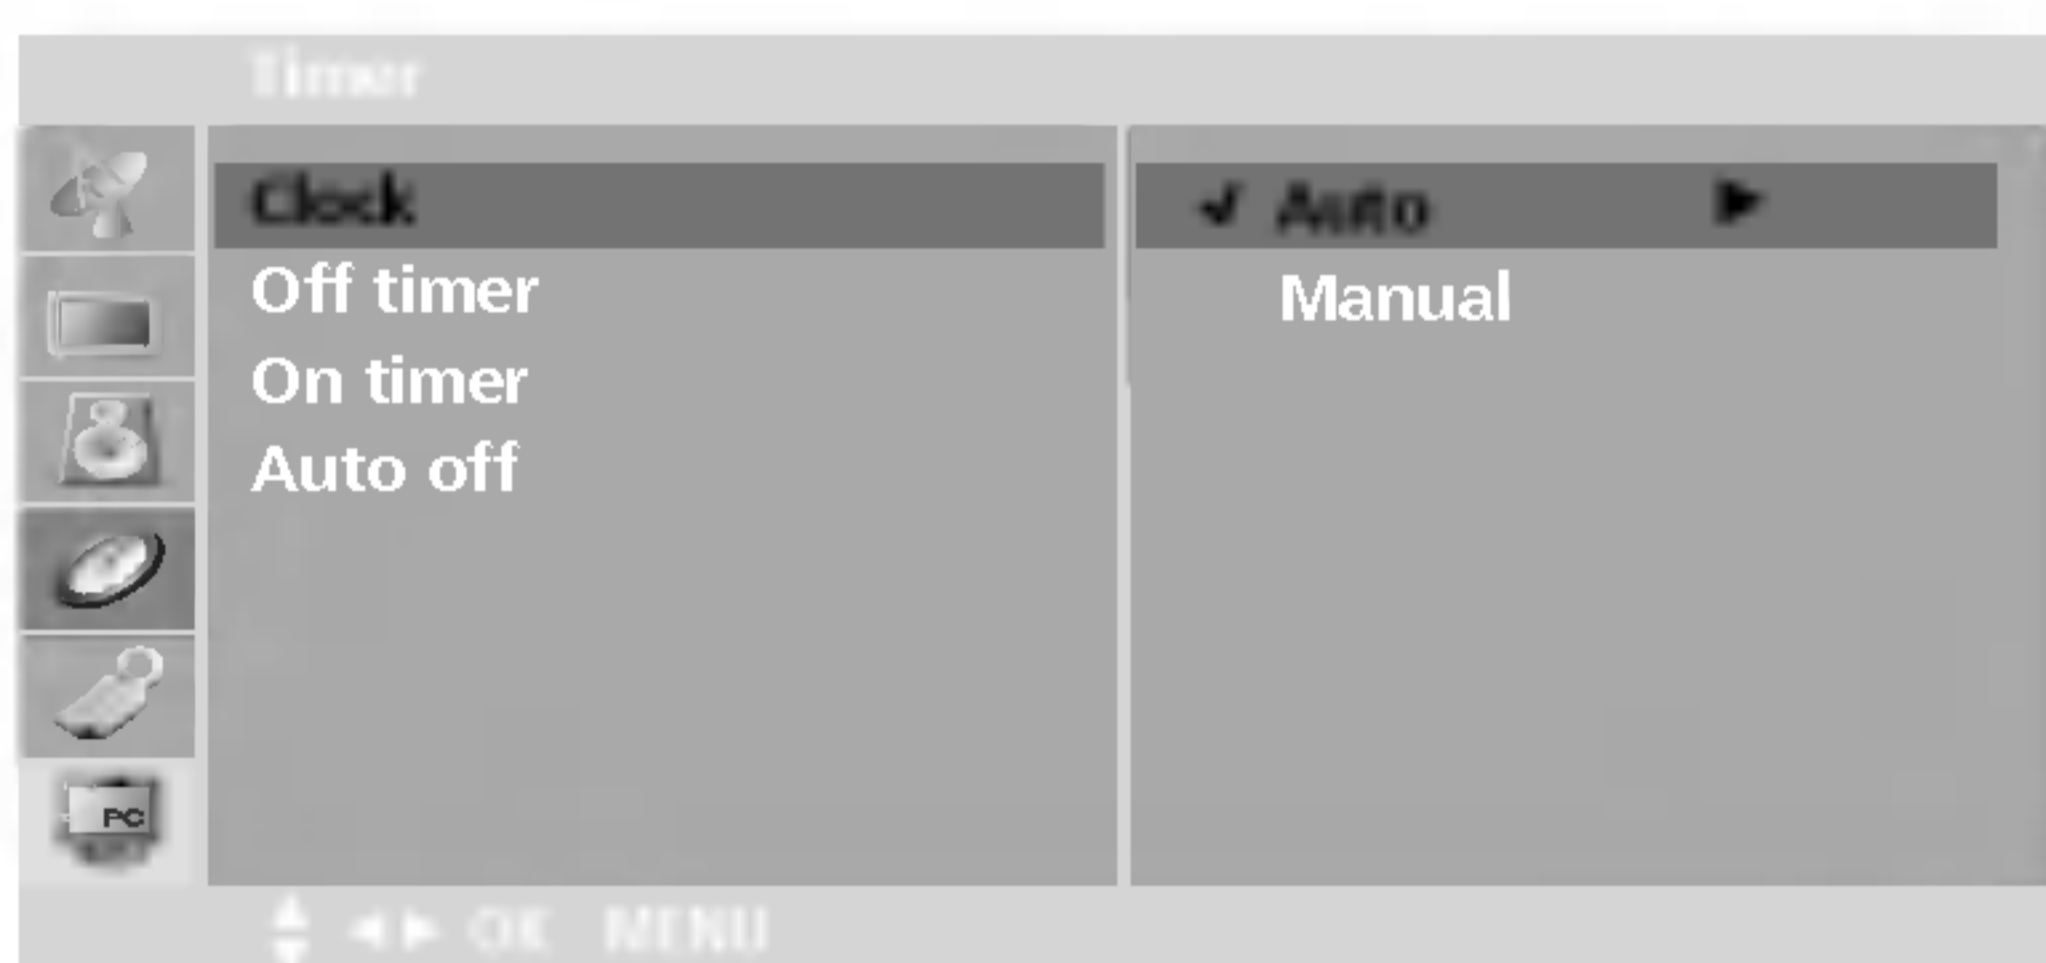 Timer
Clock
Off timer
On timer
Auto off
✓ Auto ▶
Manual
PC
OK MENU